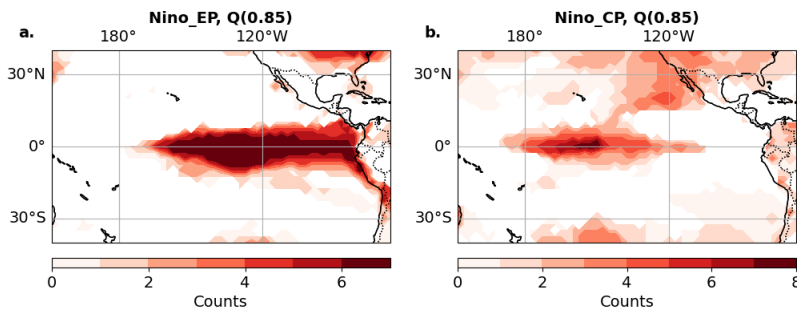 a.
Nino_EP, Q(0.85)
180° 120°W
30°N
0°
30°S
0 2 4 6
Counts
b.
Nino_CP, Q(0.85)
180° 120°W
30°N
0°
30°S
0 2 4 6 8
Counts